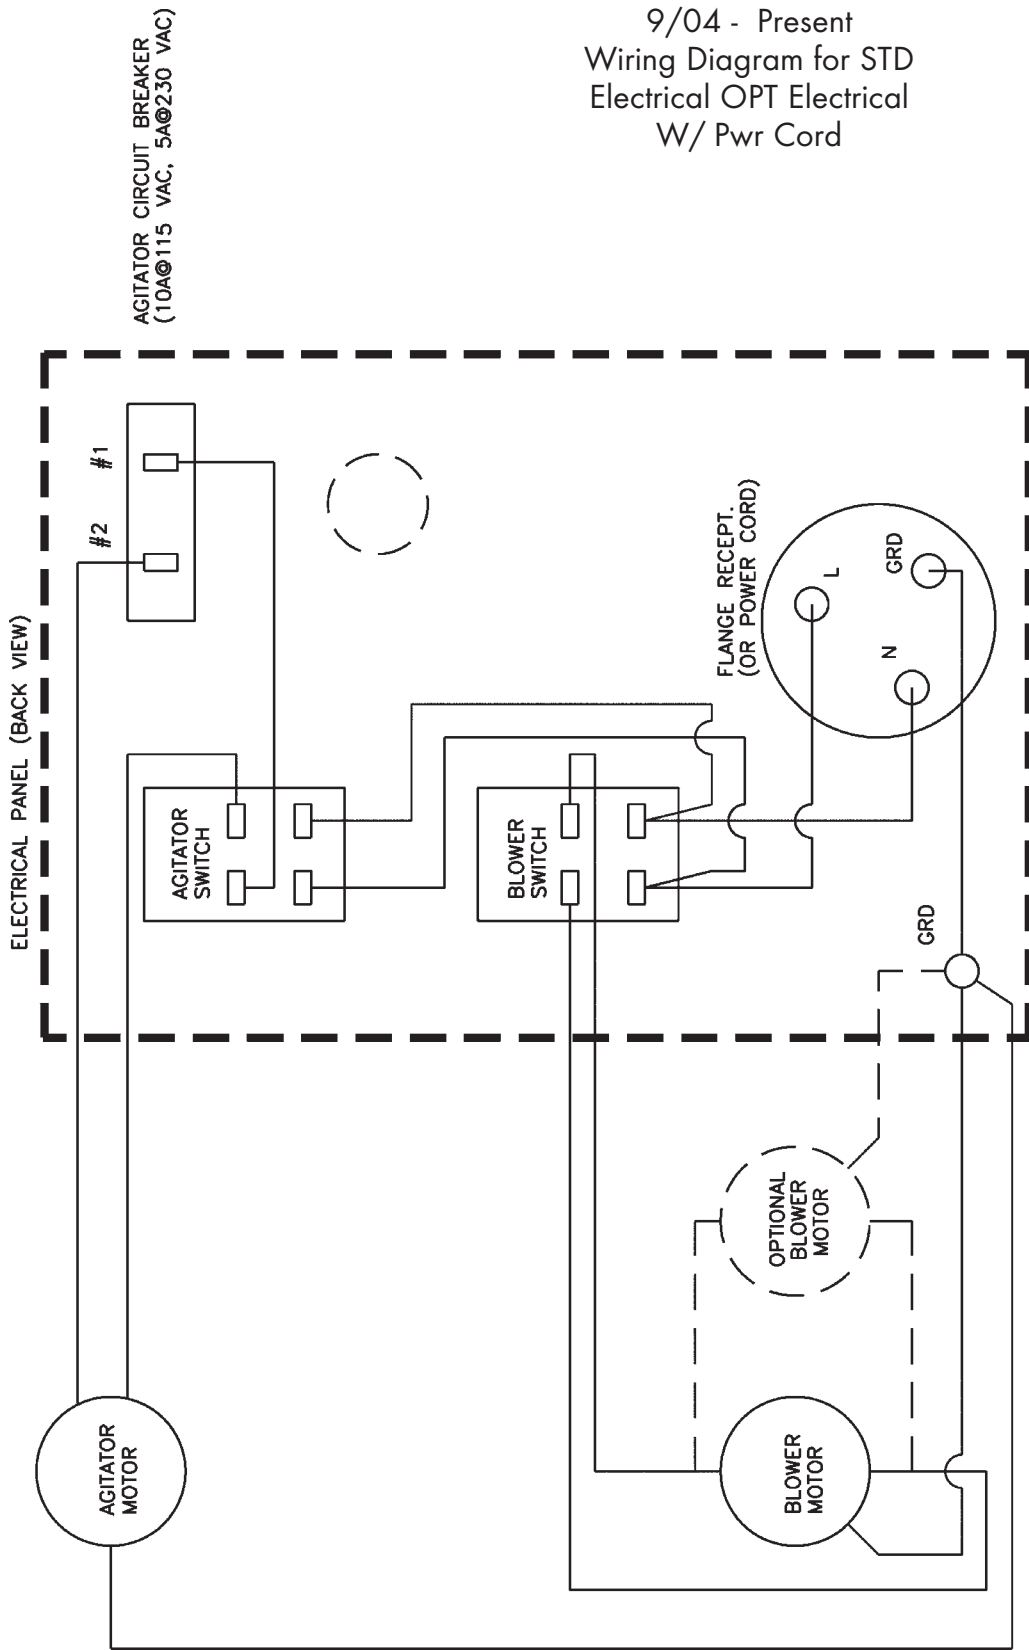 9/04 - Present
Wiring Diagram for STD
Electrical OPT Electrical
W/ Pwr Cord
AGITATOR CIRCUIT BREAKER
(10A@115 VAC, 5A@230 VAC)
ELECTRICAL PANEL (BACK VIEW)
#1
#2
AGITATOR
SWITCH
BLOWER
SWITCH
FLANGE RECEPT.
(OR POWER CORD)
L
GRD
N
GRD
OPTIONAL
BLOWER
MOTOR
AGITATOR
MOTOR
BLOWER
MOTOR